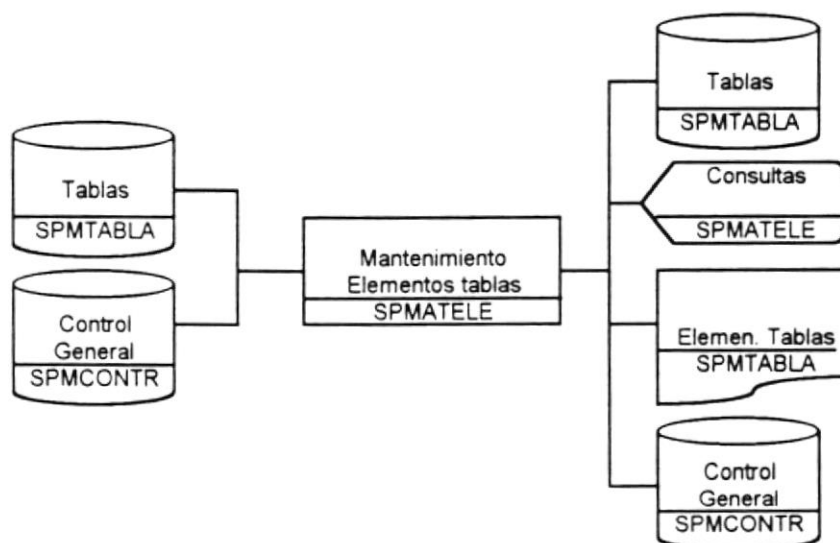 Tablas
SPMTABLA
Control
General
SPMCONTR
Mantenimiento
Elementos tablas
SPMATELE
Tablas
SPMTABLA
Consultas
SPMATELE
Elemen. Tablas
SPMTABLA
Control
General
SPMCONTR